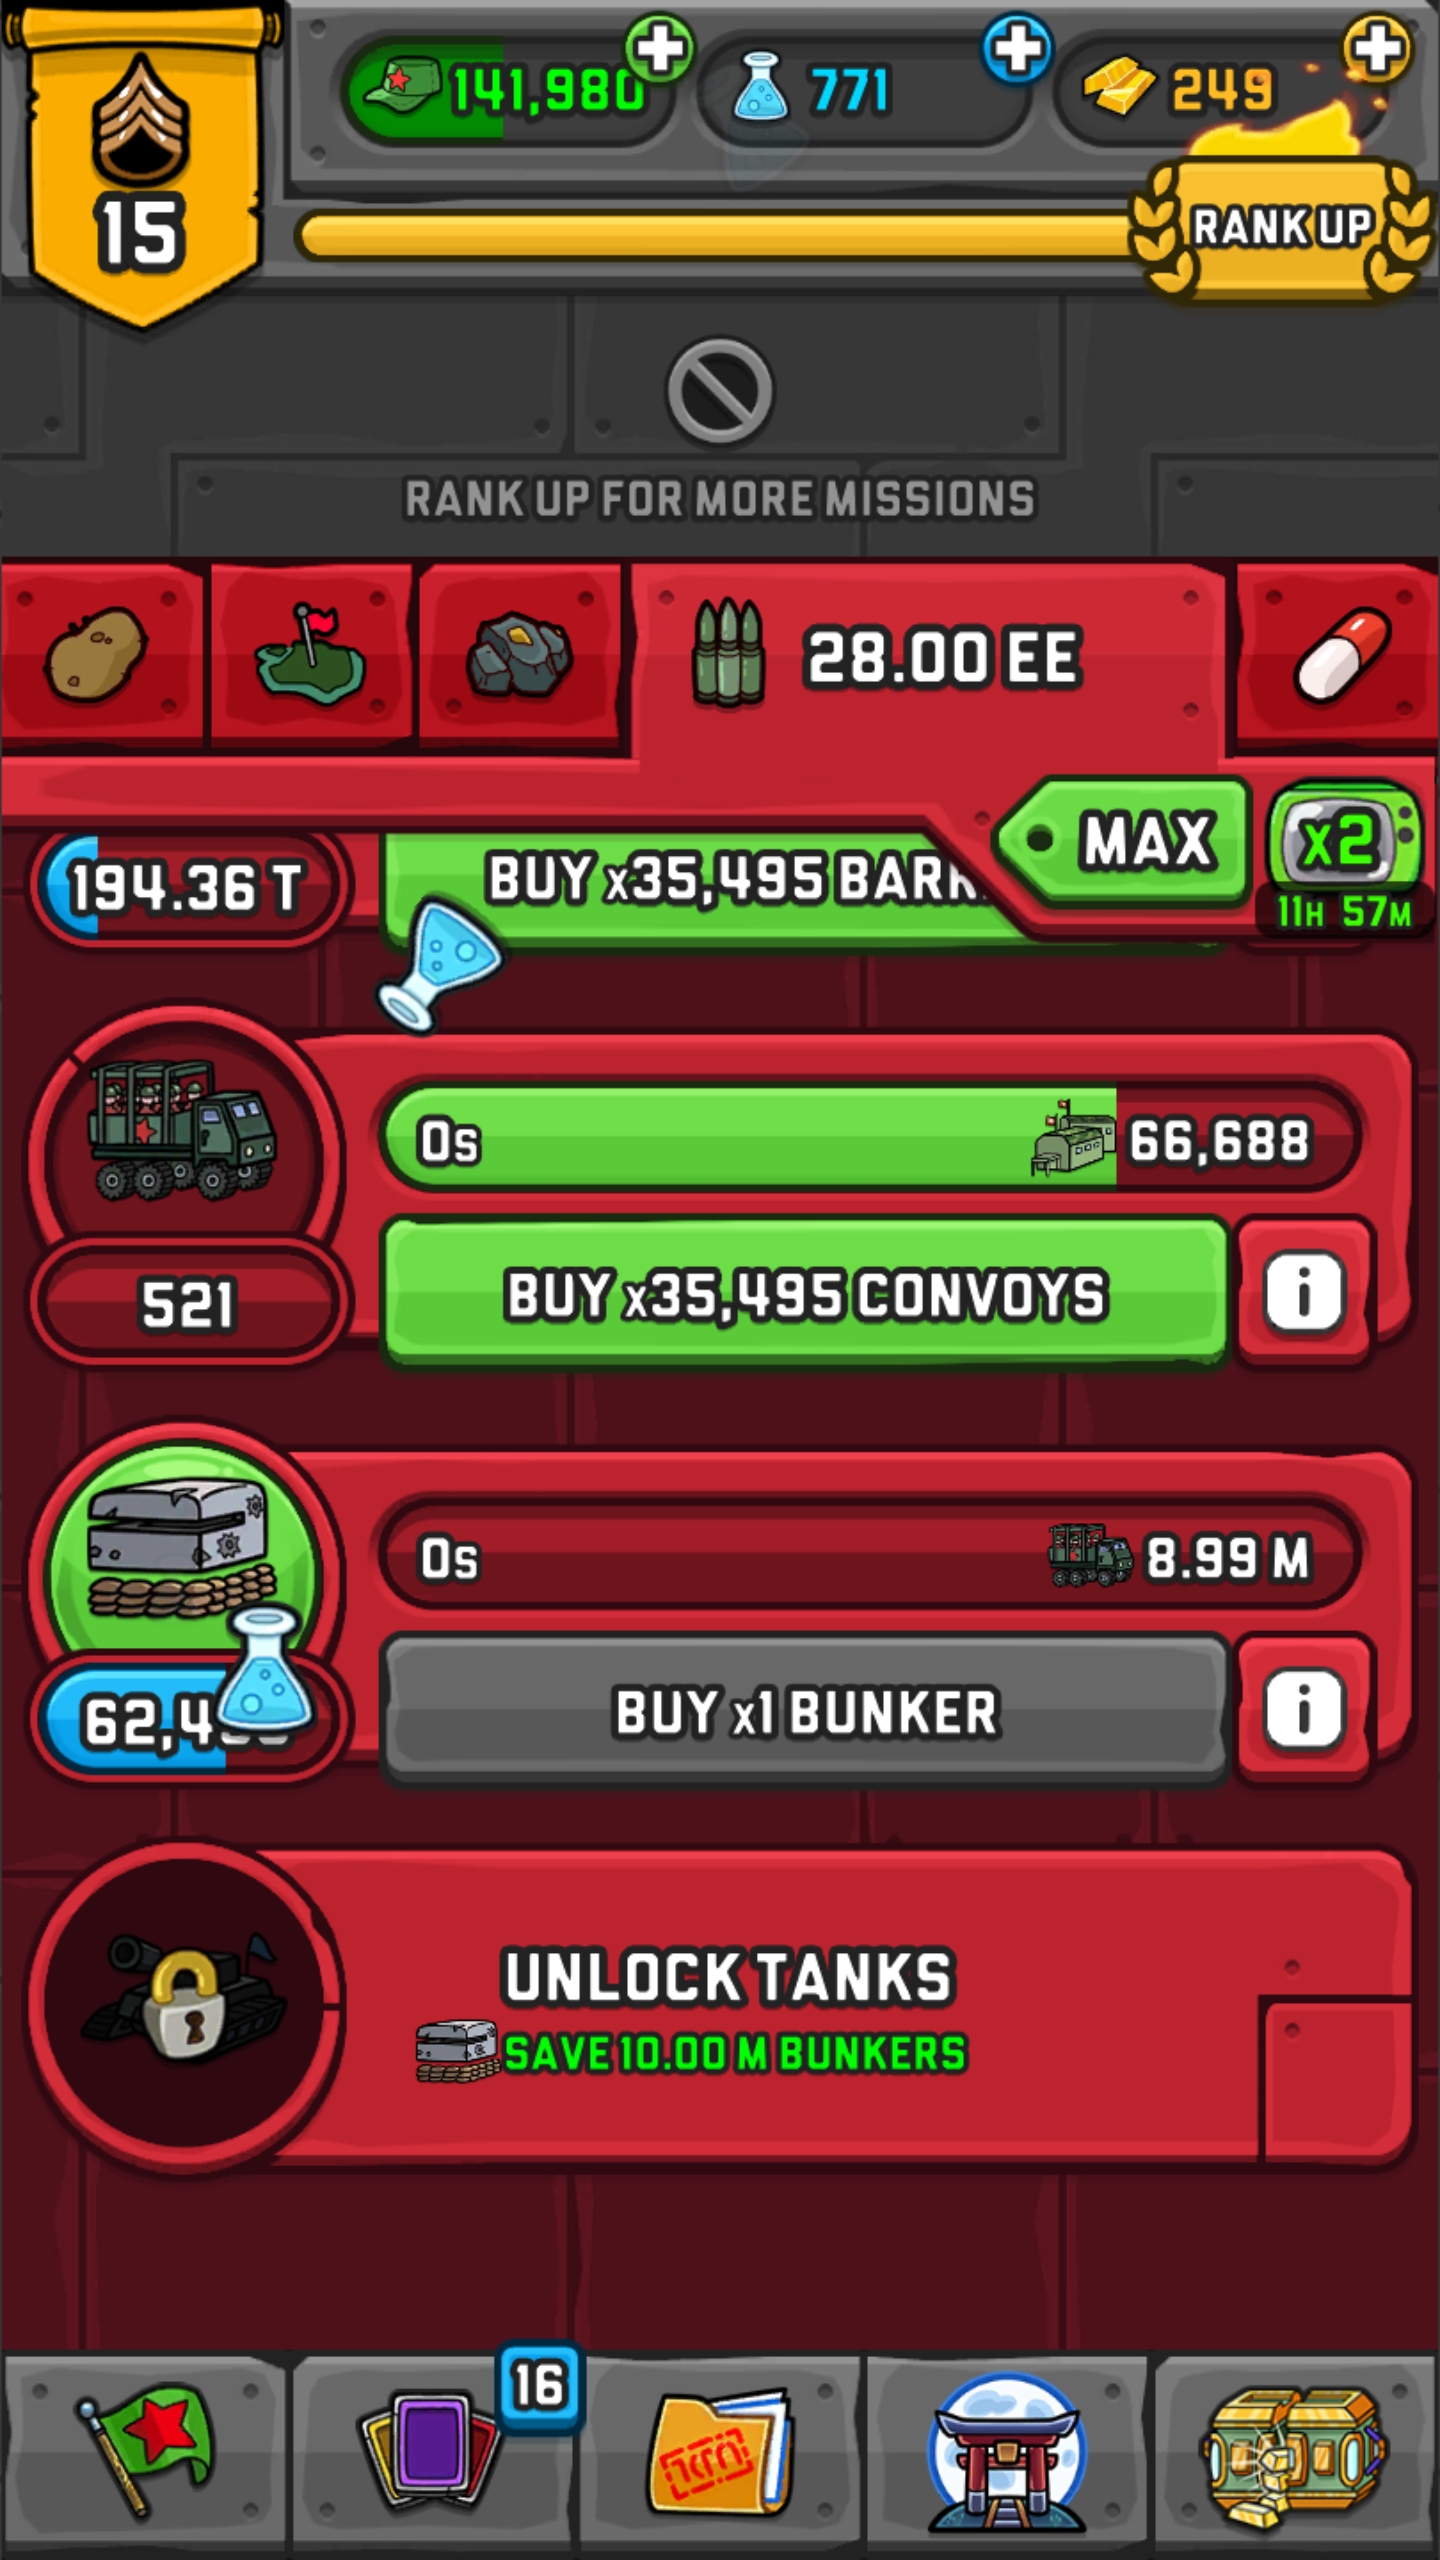 141,980
771
249
15
RANK UP
RANK UP FOR MORE MISSIONS
28.00 EE
MAX
x2
11H 57M
194.36 T
BUY x35,495
0s
66,688
521
BUY x35,495 CONVOYS
i
0s
8.99 M
BUY x1 BUNKER
i
UNLOCK TANKS
SAVE 10.00 M BUNKERS
16